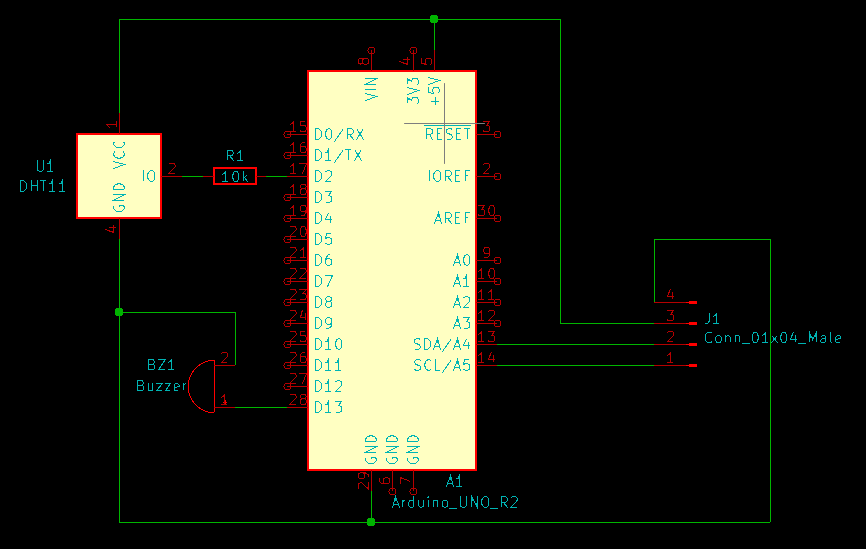 8
4
5
VIN
3V3
+5V
1
15
D0/RX
RESET
3
VCC
R1
16
D1/TX
U1
DHT11
IO
2
10k
17
D2
IOREF
2
GND
18
D3
4
19
D4
AREF
30
20
D5
21
D6
A0
9
22
D7
A1
10
23
D8
A2
11
4
24
D9
A3
12
3
J1
25
D10
SDA/A4
13
2
Conn_01x04_Male
BZ1
2
26
D11
SCL/A5
14
1
Buzzer
27
D12
1
28
D13
GND
GND
GND
29
6
7
A1
Arduino_UNO_R2